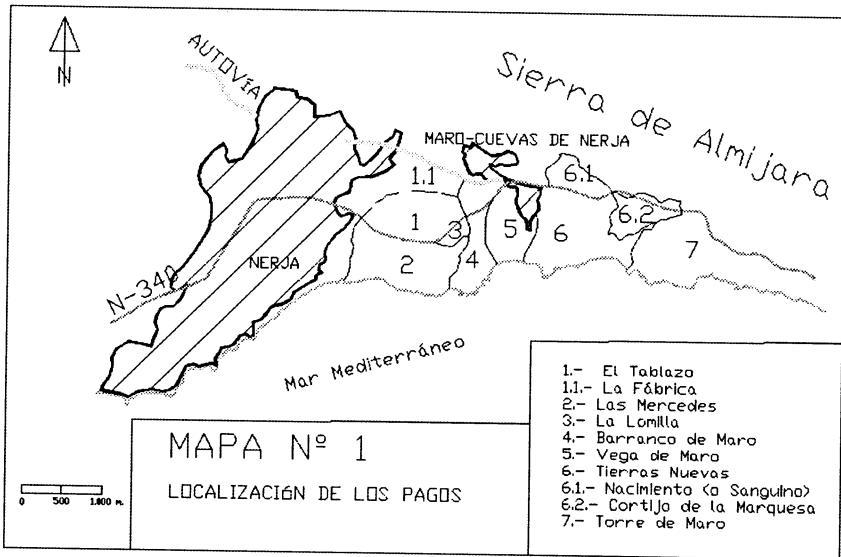 N
AUTOVÍA
Sierra de Almijara
MARO-CUEVAS DE NERJA
1.1
6.1
6.2
1
3
5
6
7
2
4
NERJA
N-340
Mar Mediterráneo
MAPA Nº 1
LOCALIZACIÓN DE LOS PAGOS
0 500 1.000 M.
1.- El Tablazo
1.1.- La Fábrica
2.- Las Mercedes
3.- La Lomilla
4.- Barranco de Maro
5.- Vega de Maro
6.- Tierras Nuevas
6.1.- Nacimiento (o Sanguino)
6.2.- Cortijo de la Marquesa
7.- Torre de Maro